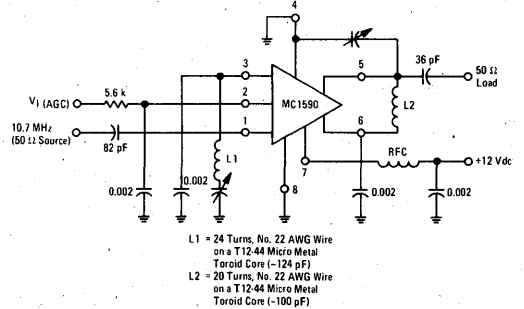 4
36 pF
50 Ω
Load
5.6 k
3
5
VI (AGC)
2
MC1590
L2
10.7 MHz
(50 Ω Source)
1
6
82 pF
L1
7
RFC
+12 Vdc
0.002
0.002
8
0.002
0.002
L1 = 24 Turns, No. 22 AWG Wire
on a T12-44 Micro Metal
Toroid Core (~124 pF)
L2 = 20 Turns, No. 22 AWG Wire
on a T12-44 Micro Metal
Toroid Core (~100 pF)